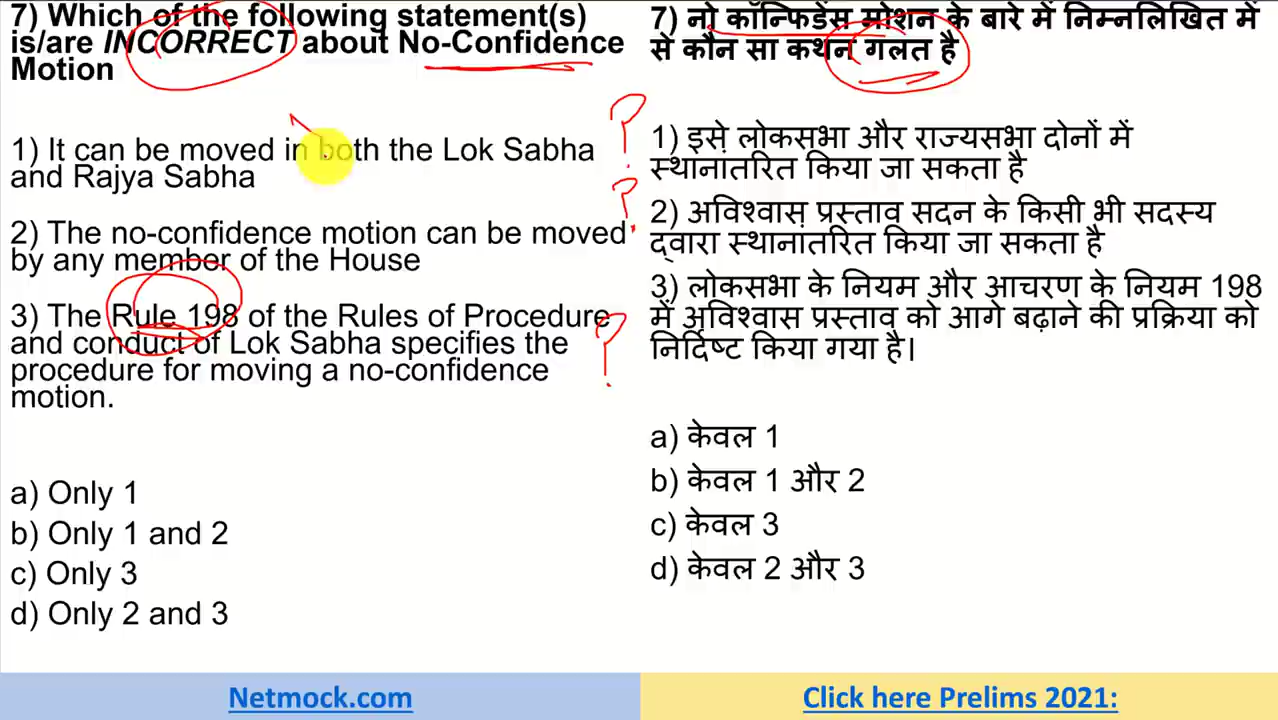 7) Which of the following statement(s)
is/are INCORRECT about No-Confidence
Motion
1) It can be moved in both the Lok Sabha
and Rajya Sabha
2) The no-confidence motion can be moved
by any member of the House
3) The Rule 198 of the Rules of Procedure
and conduct of Lok Sabha specifies the
procedure for moving a no-confidence
motion.
a) Only 1
b) Only 1 and 2
c) Only 3
d) Only 2 and 3
7) नो कॉन्फिडेंस मोशन के बारे में निम्नलिखित में
से कौन सा कथन गलत है
1) इसे लोकसभा और राज्यसभा दोनों में
स्थानांतरित किया जा सकता है
2) अविश्वास प्रस्ताव सदन के किसी भी सदस्य
द्वारा स्थानांतरित किया जा सकता है
3) लोकसभा के नियम और आचरण के नियम 198
में अविश्वास प्रस्ताव को आगे बढ़ाने की प्रक्रिया को
निर्दिष्ट किया गया है।
a) केवल 1
b) केवल 1 और 2
c) केवल 3
d) केवल 2 और 3
?
?
?
Netmock.com
Click here Prelims 2021: